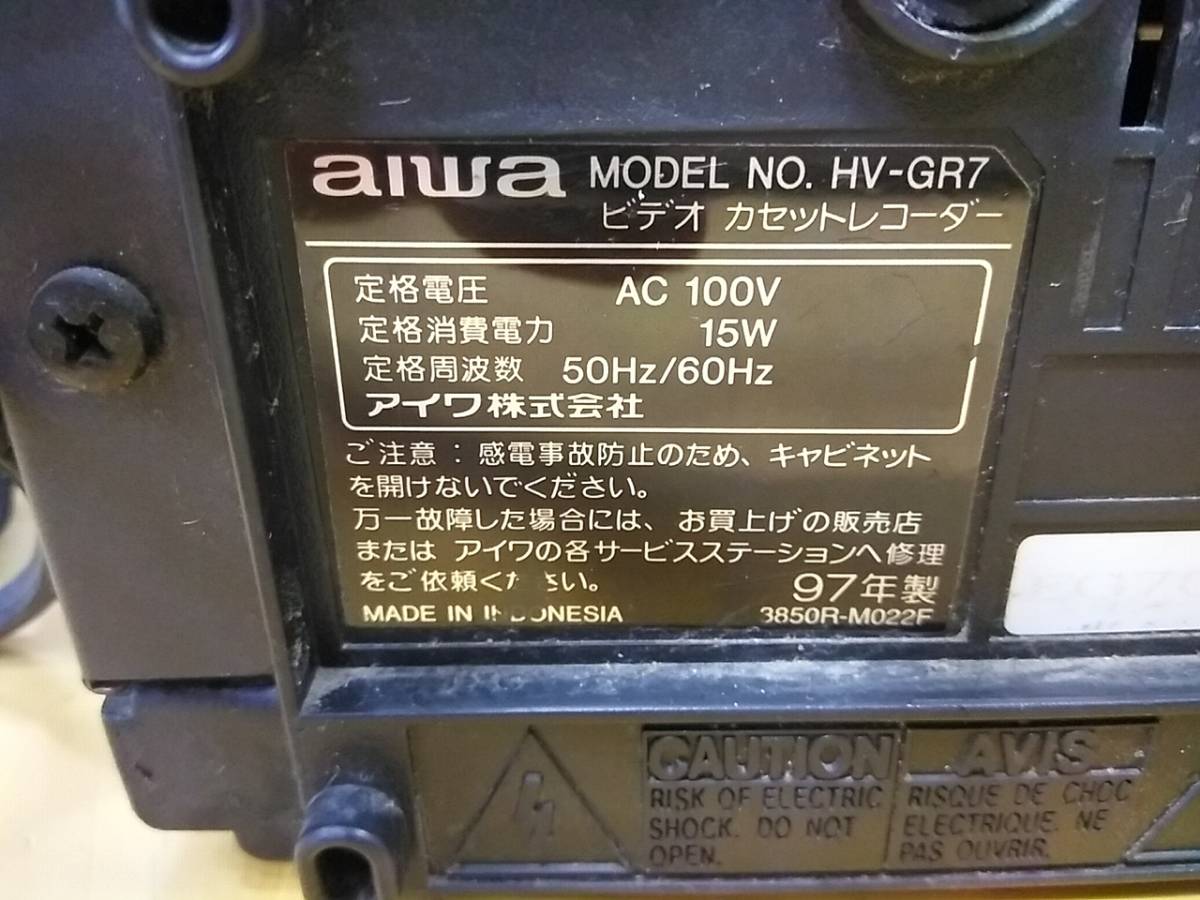 aiwa MODEL NO. HV-GR7
ビデオ カセットレコーダー
定格電圧 AC 100V
定格消費電力 15W
定格周波数 50Hz/60Hz
アイワ株式会社
ご注意：感電事故防止のため、キャビネット
を開けないでください。
万一故障した場合には、お買上げの販売店
または アイワの各サービスステーションへ修理
をご依頼ください。
97年製
MADE IN INDONESIA
3850R-M022F
CAUTION
RISK OF ELECTRIC
SHOCK. DO NOT
OPEN.
AVIS
RISQUE DE CHOC
ELECTRIQUE. NE
PAS OUVRIR.